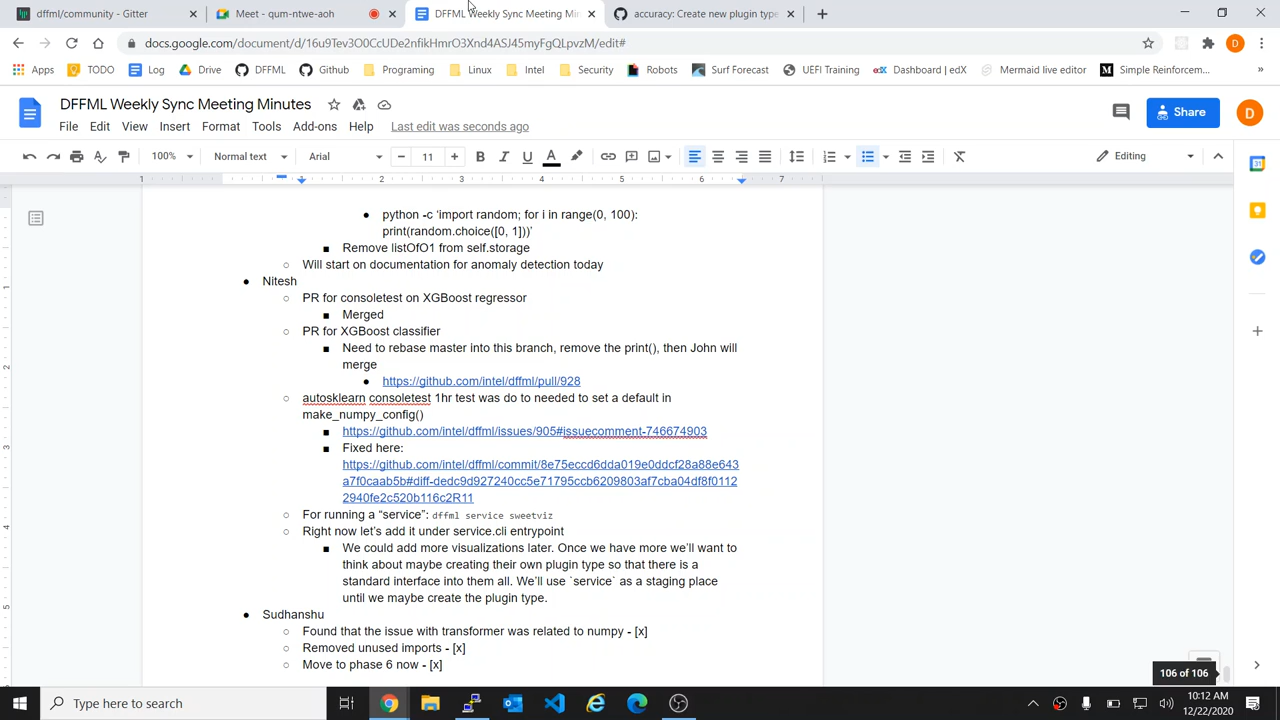 dffml/community - Gitter
Meet - qum-ntwe-aoh
DFFML Weekly Sync Meeting Min
accuracy: Create new plugin type
docs.google.com/document/d/16u9Tev3O0CcUDe2nfikHmrO3Xnd4ASJ45myFgQLpvzM/edit#
D
Apps
TODO
Log
Drive
DFFML
Github
Programing
Linux
Intel
Security
Robots
Surf Forecast
UEFI Training
Dashboard | edX
Mermaid live editor
Simple Reinforcem...
DFFML Weekly Sync Meeting Minutes
Share
D
File Edit View Insert Format Tools Add-ons Help Last edit was seconds ago
100% Normal text Arial 11 Editing
1 1 2 3 4 5 6 7
python -c ‘import random; for i in range(0, 100):
print(random.choice([0, 1]))’
Remove listOfO1 from self.storage
Will start on documentation for anomaly detection today
Nitesh
PR for consoletest on XGBoost regressor
Merged
PR for XGBoost classifier
Need to rebase master into this branch, remove the print(), then John will
merge
https://github.com/intel/dffml/pull/928
autosklearn consoletest 1hr test was do to needed to set a default in
make_numpy_config()
https://github.com/intel/dffml/issues/905#issuecomment-746674903
Fixed here:
https://github.com/intel/dffml/commit/8e75eccd6dda019e0ddcf28a88e643
a7f0caab5b#diff-dedc9d927240cc5e71795ccb6209803af7cba04df8f0112
2940fe2c520b116c2R11
For running a “service”: dffml service sweetviz
Right now let’s add it under service.cli entrypoint
We could add more visualizations later. Once we have more we’ll want to
think about maybe creating their own plugin type so that there is a
standard interface into them all. We’ll use `service` as a staging place
until we maybe create the plugin type.
Sudhanshu
Found that the issue with transformer was related to numpy - [x]
Removed unused imports - [x]
Move to phase 6 now - [x]
106 of 106
Type here to search
10:12 AM
12/22/2020